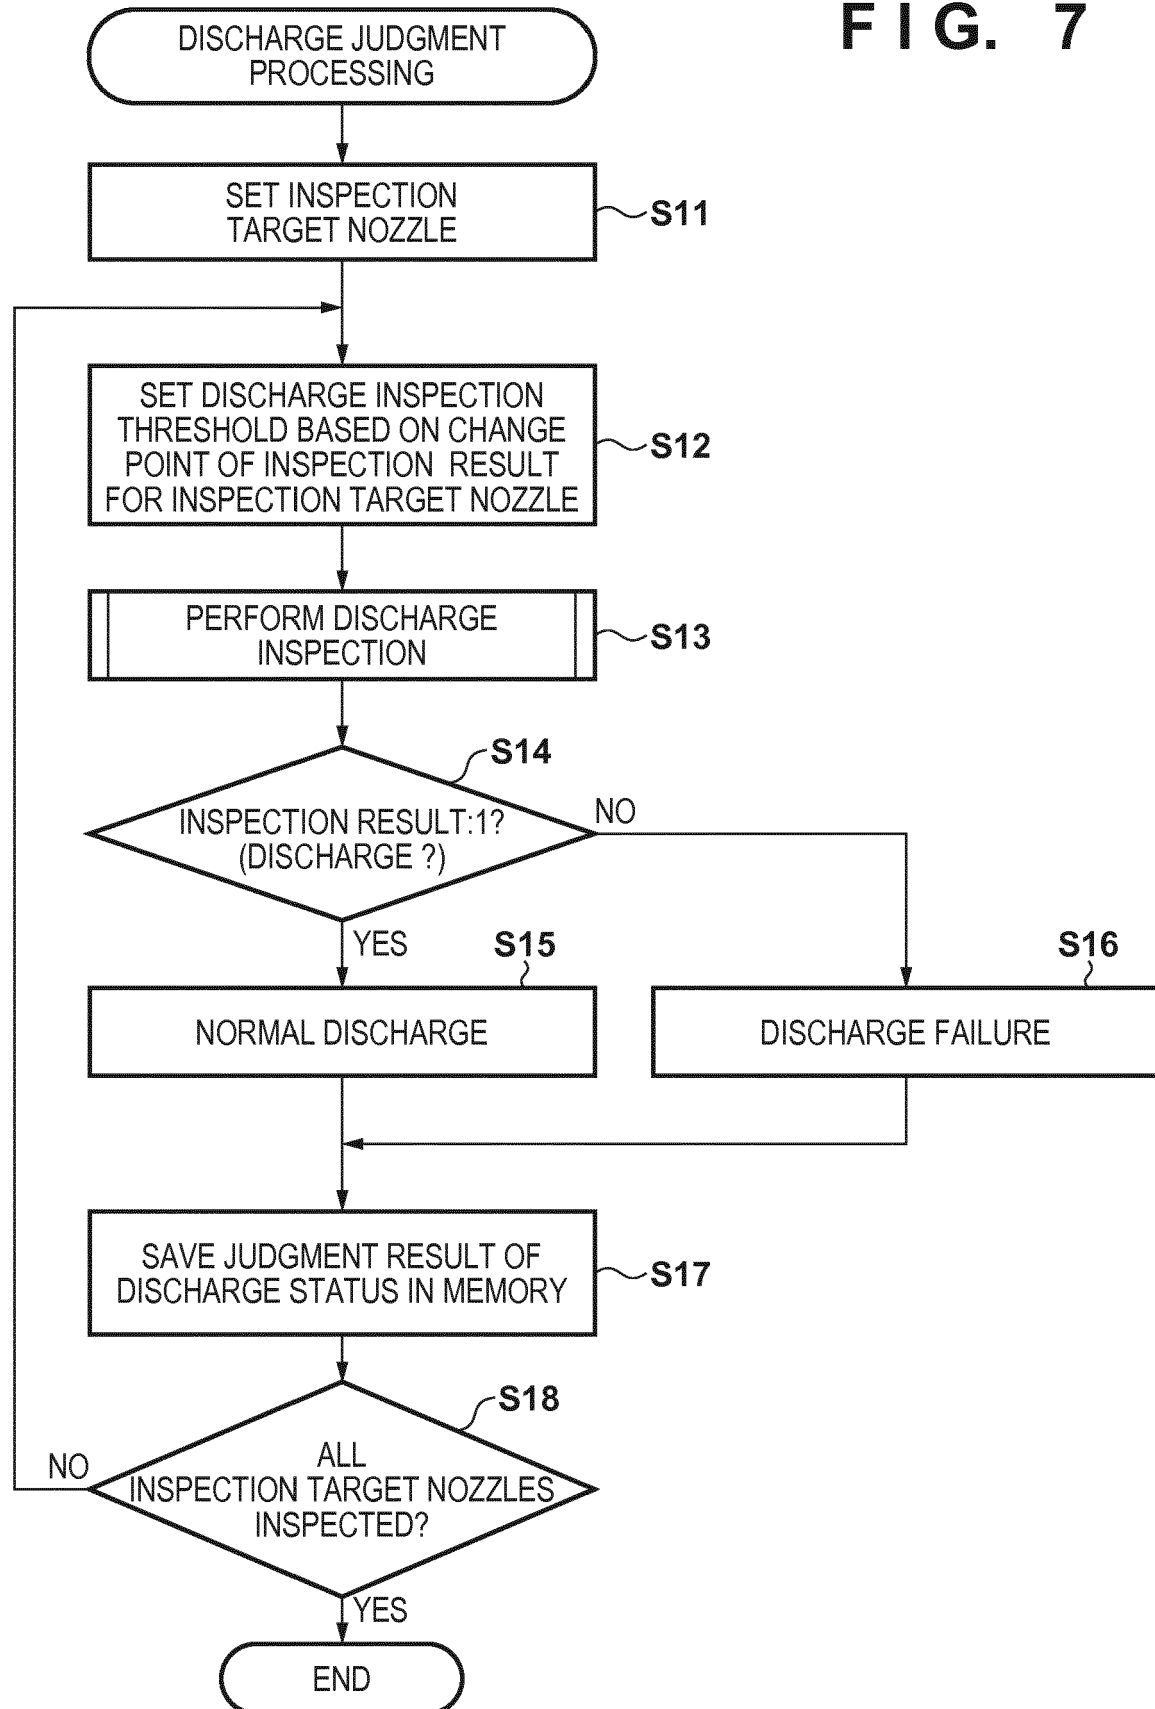 FIG. 7
DISCHARGE JUDGMENT
PROCESSING
SET INSPECTION
TARGET NOZZLE
S11
SET DISCHARGE INSPECTION
THRESHOLD BASED ON CHANGE
POINT OF INSPECTION RESULT
FOR INSPECTION TARGET NOZZLE
S12
PERFORM DISCHARGE
INSPECTION
S13
S14
INSPECTION RESULT:1?
(DISCHARGE ?)
NO
YES
S15
NORMAL DISCHARGE
S16
DISCHARGE FAILURE
SAVE JUDGMENT RESULT OF
DISCHARGE STATUS IN MEMORY
S17
S18
ALL
INSPECTION TARGET NOZZLES
INSPECTED?
NO
YES
END